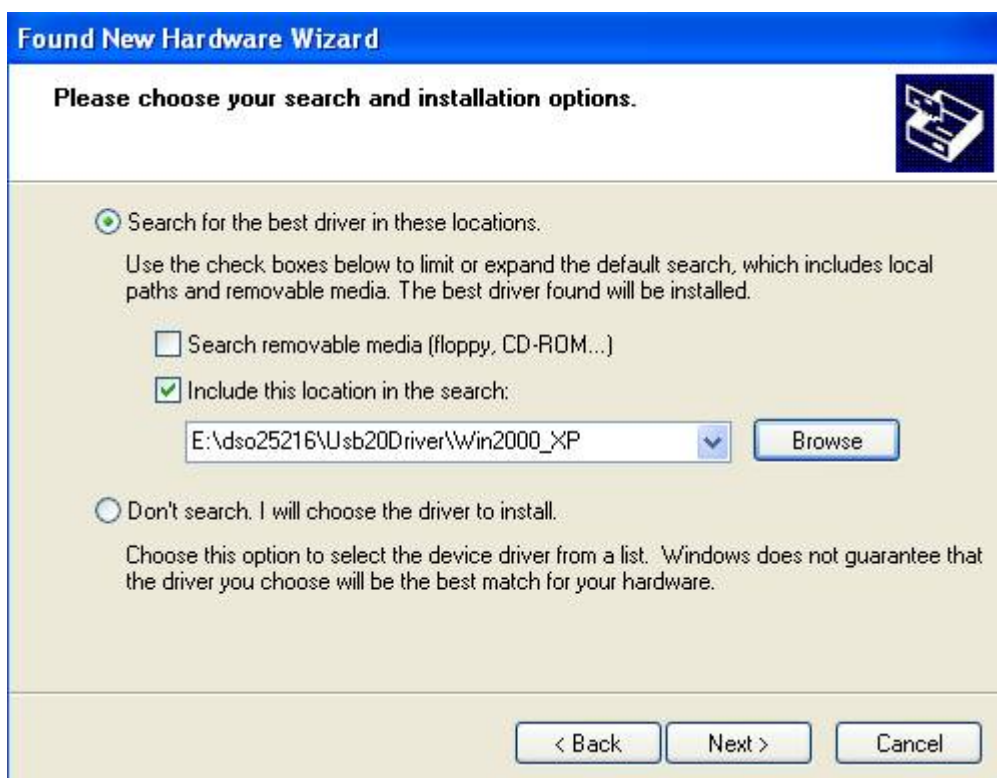 Found New Hardware Wizard
Please choose your search and installation options.
Search for the best driver in these locations.
Use the check boxes below to limit or expand the default search, which includes local
paths and removable media. The best driver found will be installed.
Search removable media (floppy, CD-ROM...)
Include this location in the search:
E:\dso25216\Usb20Driver\Win2000_XP
Browse
Don't search. I will choose the driver to install.
Choose this option to select the device driver from a list.  Windows does not guarantee that
the driver you choose will be the best match for your hardware.
< Back
Next >
Cancel